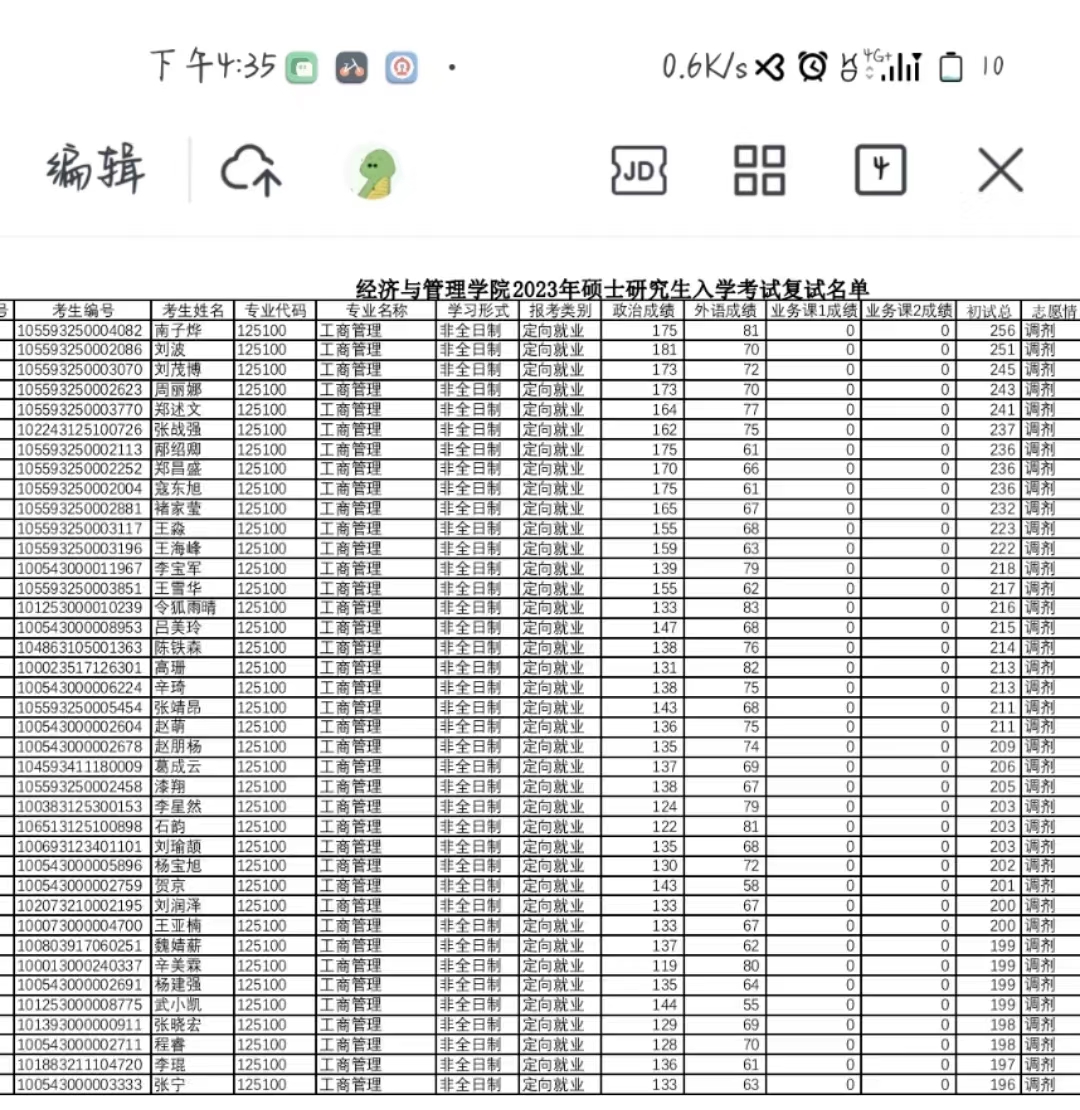 下午4:35 0.6K/s 4G+ 10
编辑 JD 4
经济与管理学院2023年硕士研究生入学考试复试名单
号 考生编号 考生姓名 专业代码 专业名称 学习形式 报考类别 政治成绩 外语成绩 业务课1成绩 业务课2成绩 初试总 志愿情
105593250004082 南子烨 125100 工商管理 非全日制 定向就业 175 81 0 0 256 调剂
105593250002086 刘波 125100 工商管理 非全日制 定向就业 181 70 0 0 251 调剂
105593250003070 刘茂博 125100 工商管理 非全日制 定向就业 173 72 0 0 245 调剂
105593250002623 周丽娜 125100 工商管理 非全日制 定向就业 173 70 0 0 243 调剂
105593250003770 郑述文 125100 工商管理 非全日制 定向就业 164 77 0 0 241 调剂
102243125100726 张战强 125100 工商管理 非全日制 定向就业 162 75 0 0 237 调剂
105593250002113 鄢绍卿 125100 工商管理 非全日制 定向就业 175 61 0 0 236 调剂
105593250002252 郑昌盛 125100 工商管理 非全日制 定向就业 170 66 0 0 236 调剂
105593250002004 寇东旭 125100 工商管理 非全日制 定向就业 175 61 0 0 236 调剂
105593250002881 褚家莹 125100 工商管理 非全日制 定向就业 165 67 0 0 232 调剂
105593250003117 王淼 125100 工商管理 非全日制 定向就业 155 68 0 0 223 调剂
105593250003196 王海峰 125100 工商管理 非全日制 定向就业 159 63 0 0 222 调剂
100543000011967 李宝军 125100 工商管理 非全日制 定向就业 139 79 0 0 218 调剂
105593250003851 王雪华 125100 工商管理 非全日制 定向就业 155 62 0 0 217 调剂
101253000010239 令狐雨晴 125100 工商管理 非全日制 定向就业 133 83 0 0 216 调剂
100543000008953 吕美玲 125100 工商管理 非全日制 定向就业 147 68 0 0 215 调剂
104863105001363 陈铁森 125100 工商管理 非全日制 定向就业 138 76 0 0 214 调剂
100023517126301 高珊 125100 工商管理 非全日制 定向就业 131 82 0 0 213 调剂
100543000006224 辛琦 125100 工商管理 非全日制 定向就业 138 75 0 0 213 调剂
105593250005454 张靖昂 125100 工商管理 非全日制 定向就业 143 68 0 0 211 调剂
100543000002604 赵萌 125100 工商管理 非全日制 定向就业 136 75 0 0 211 调剂
100543000002678 赵朋杨 125100 工商管理 非全日制 定向就业 135 74 0 0 209 调剂
104593411180009 葛成云 125100 工商管理 非全日制 定向就业 137 69 0 0 206 调剂
105593250002458 漆翔 125100 工商管理 非全日制 定向就业 138 67 0 0 205 调剂
100383125300153 李星然 125100 工商管理 非全日制 定向就业 124 79 0 0 203 调剂
106513125100898 石韵 125100 工商管理 非全日制 定向就业 122 81 0 0 203 调剂
100693123401101 刘瑜颉 125100 工商管理 非全日制 定向就业 135 68 0 0 203 调剂
100543000005896 杨宝旭 125100 工商管理 非全日制 定向就业 130 72 0 0 202 调剂
100543000002759 贺京 125100 工商管理 非全日制 定向就业 143 58 0 0 201 调剂
102073210002195 刘润泽 125100 工商管理 非全日制 定向就业 133 67 0 0 200 调剂
100073000004700 王亚楠 125100 工商管理 非全日制 定向就业 133 67 0 0 200 调剂
100803917060251 魏婧薪 125100 工商管理 非全日制 定向就业 137 62 0 0 199 调剂
100013000240337 辛美霖 125100 工商管理 非全日制 定向就业 119 80 0 0 199 调剂
100543000002691 杨建强 125100 工商管理 非全日制 定向就业 135 64 0 0 199 调剂
101253000008775 武小凯 125100 工商管理 非全日制 定向就业 144 55 0 0 199 调剂
101393000000911 张晓宏 125100 工商管理 非全日制 定向就业 129 69 0 0 198 调剂
100543000002711 程睿 125100 工商管理 非全日制 定向就业 128 70 0 0 198 调剂
101883211104720 李琨 125100 工商管理 非全日制 定向就业 136 61 0 0 197 调剂
100543000003333 张宁 125100 工商管理 非全日制 定向就业 133 63 0 0 196 调剂